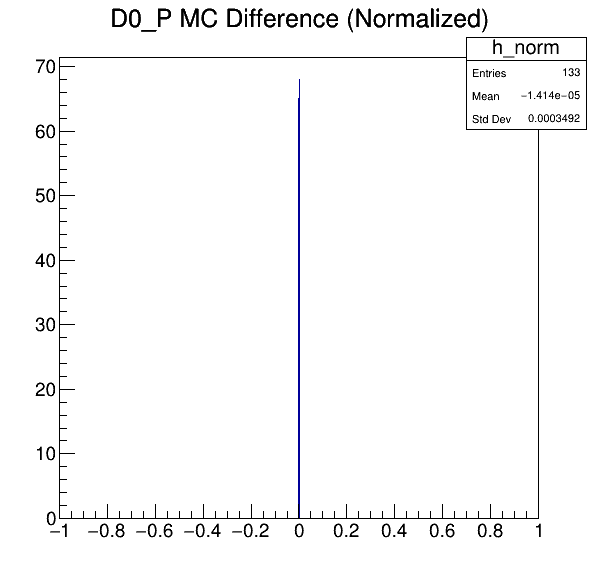 D0_P MC Difference (Normalized)
h_norm
Entries 133
Mean −1.414e−05
Std Dev 0.0003492
70
60
50
40
30
20
10
0
−1 −0.8 −0.6 −0.4 −0.2 0 0.2 0.4 0.6 0.8 1